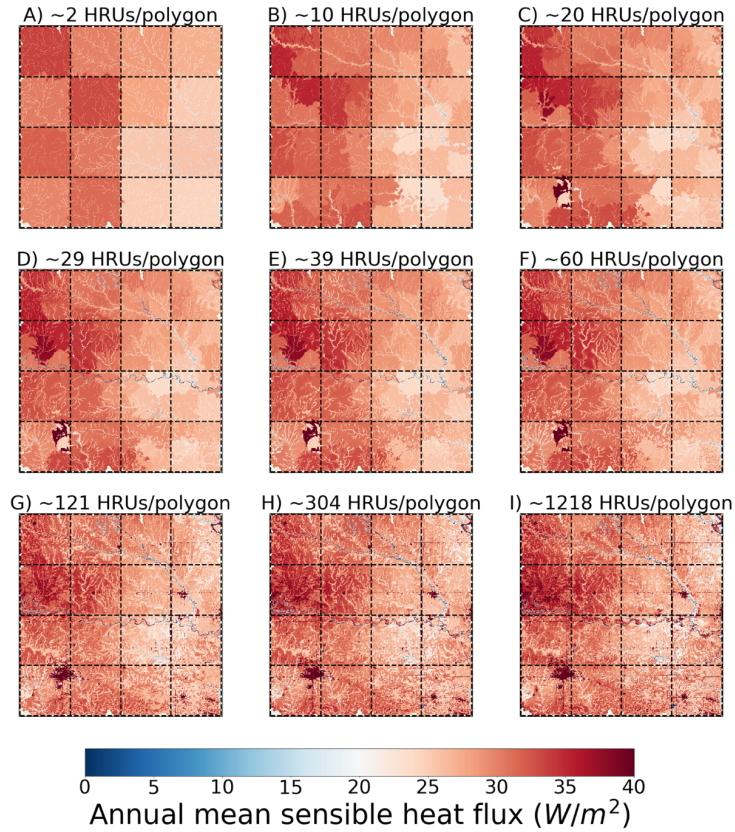 A) ~2 HRUs/polygon B) ~10 HRUs/polygon C) ~20 HRUs/polygon
D) ~29 HRUs/polygon E) ~39 HRUs/polygon F) ~60 HRUs/polygon
G) ~121 HRUs/polygon H) ~304 HRUs/polygon I) ~1218 HRUs/polygon
0 5 10 15 20 25 30 35 40
Annual mean sensible heat flux (W/m²)